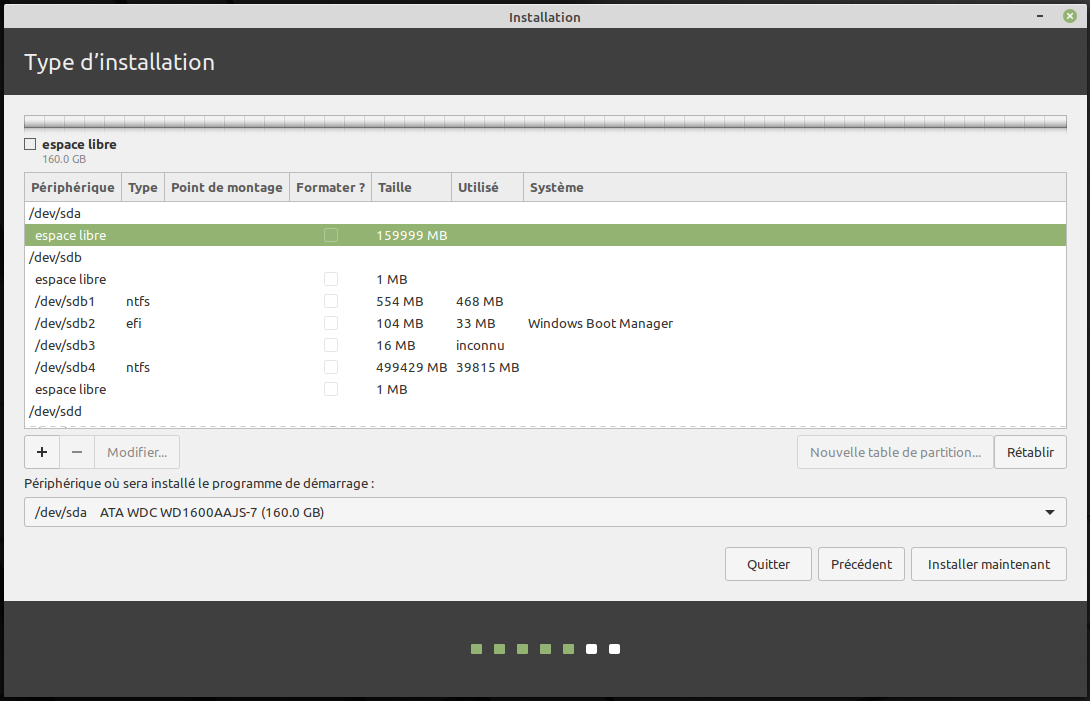 Installation
Type d’installation
espace libre
160.0 GB
Périphérique Type Point de montage Formater ? Taille Utilisé Système
/dev/sda
espace libre 159999 MB
/dev/sdb
espace libre 1 MB
/dev/sdb1 ntfs 554 MB 468 MB
/dev/sdb2 efi 104 MB 33 MB Windows Boot Manager
/dev/sdb3 16 MB inconnu
/dev/sdb4 ntfs 499429 MB 39815 MB
espace libre 1 MB
/dev/sdd
+ − Modifier... Nouvelle table de partition... Rétablir
Périphérique où sera installé le programme de démarrage :
/dev/sda ATA WDC WD1600AAJS-7 (160.0 GB)
Quitter Précédent Installer maintenant